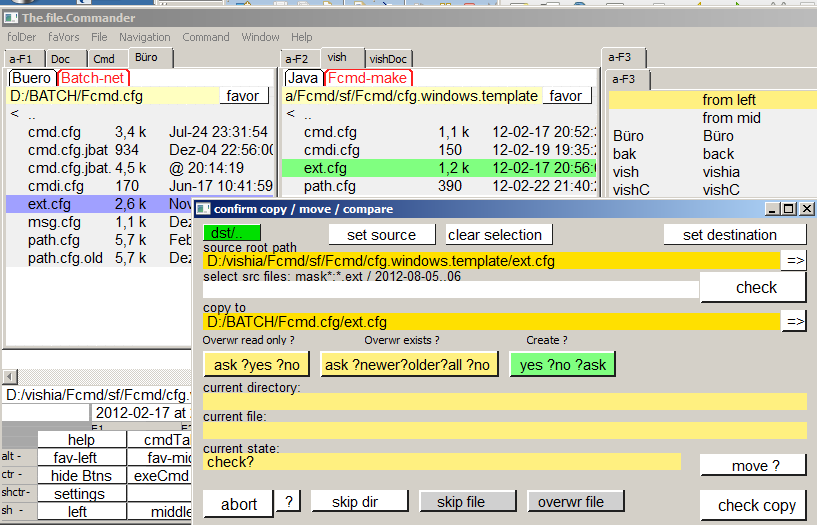 The.file.Commander
folDer faVors File Navigation Command Window Help
a-F1 Doc Cmd Büro
Buero Batch-net
D:/BATCH/Fcmd.cfg favor
< ..
cmd.cfg 3,4 k Jul-24 23:31:54
cmd.cfg.jbat 934 Dez-04 22:56:00
cmd.cfg.jbat. 4,5 k @ 20:14:19
cmdi.cfg 170 Jun-17 10:41:59
ext.cfg 2,6 k Nov
msg.cfg 1,1 k Dez
path.cfg 5,7 k Feb
path.cfg.old 5,7 k Dez
a-F2 vish vishDoc
Java Fcmd-make
a/Fcmd/sf/Fcmd/cfg.windows.template favor
< ..
cmd.cfg 1,1 k 12-02-17 20:52:
cmdi.cfg 150 12-02-19 19:35:
ext.cfg 1,2 k 12-02-17 20:56:
path.cfg 390 12-02-22 21:40:
a-F3
a-F3
from left
from mid
Büro Büro
bak back
vish vishia
vishC vishC
confirm copy / move / compare
dst/.... set source clear selection set destination
source root path
D:/vishia/Fcmd/sf/Fcmd/cfg.windows.template/ext.cfg =>
select src files: mask*:*.ext / 2012-08-05..06
check
copy to
D:/BATCH/Fcmd.cfg/ext.cfg =>
Overwr read only ? Overwr exists ? Create ?
ask ?yes ?no ask ?newer?older?all ?no yes ?no ?ask
current directory:
current file:
current state:
check?
move ?
abort ? skip dir skip file overwr file check copy
D:/vishia/Fcmd/sf/Fcmd/cfg.
2012-02-17 at
F1
help cmdTa
alt - fav-left fav-mi
ctr - hide Btns exeCmd
shctr- settings
sh - left middle